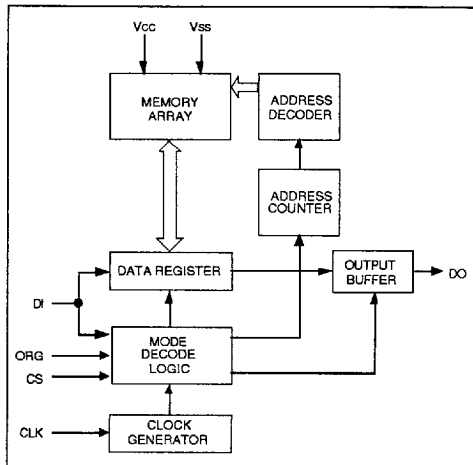 Vcc Vss
MEMORY
ARRAY
ADDRESS
DECODER
ADDRESS
COUNTER
DATA REGISTER
OUTPUT
BUFFER
DO
DI
MODE
DECODE
LOGIC
ORG
CS
CLK
CLOCK
GENERATOR